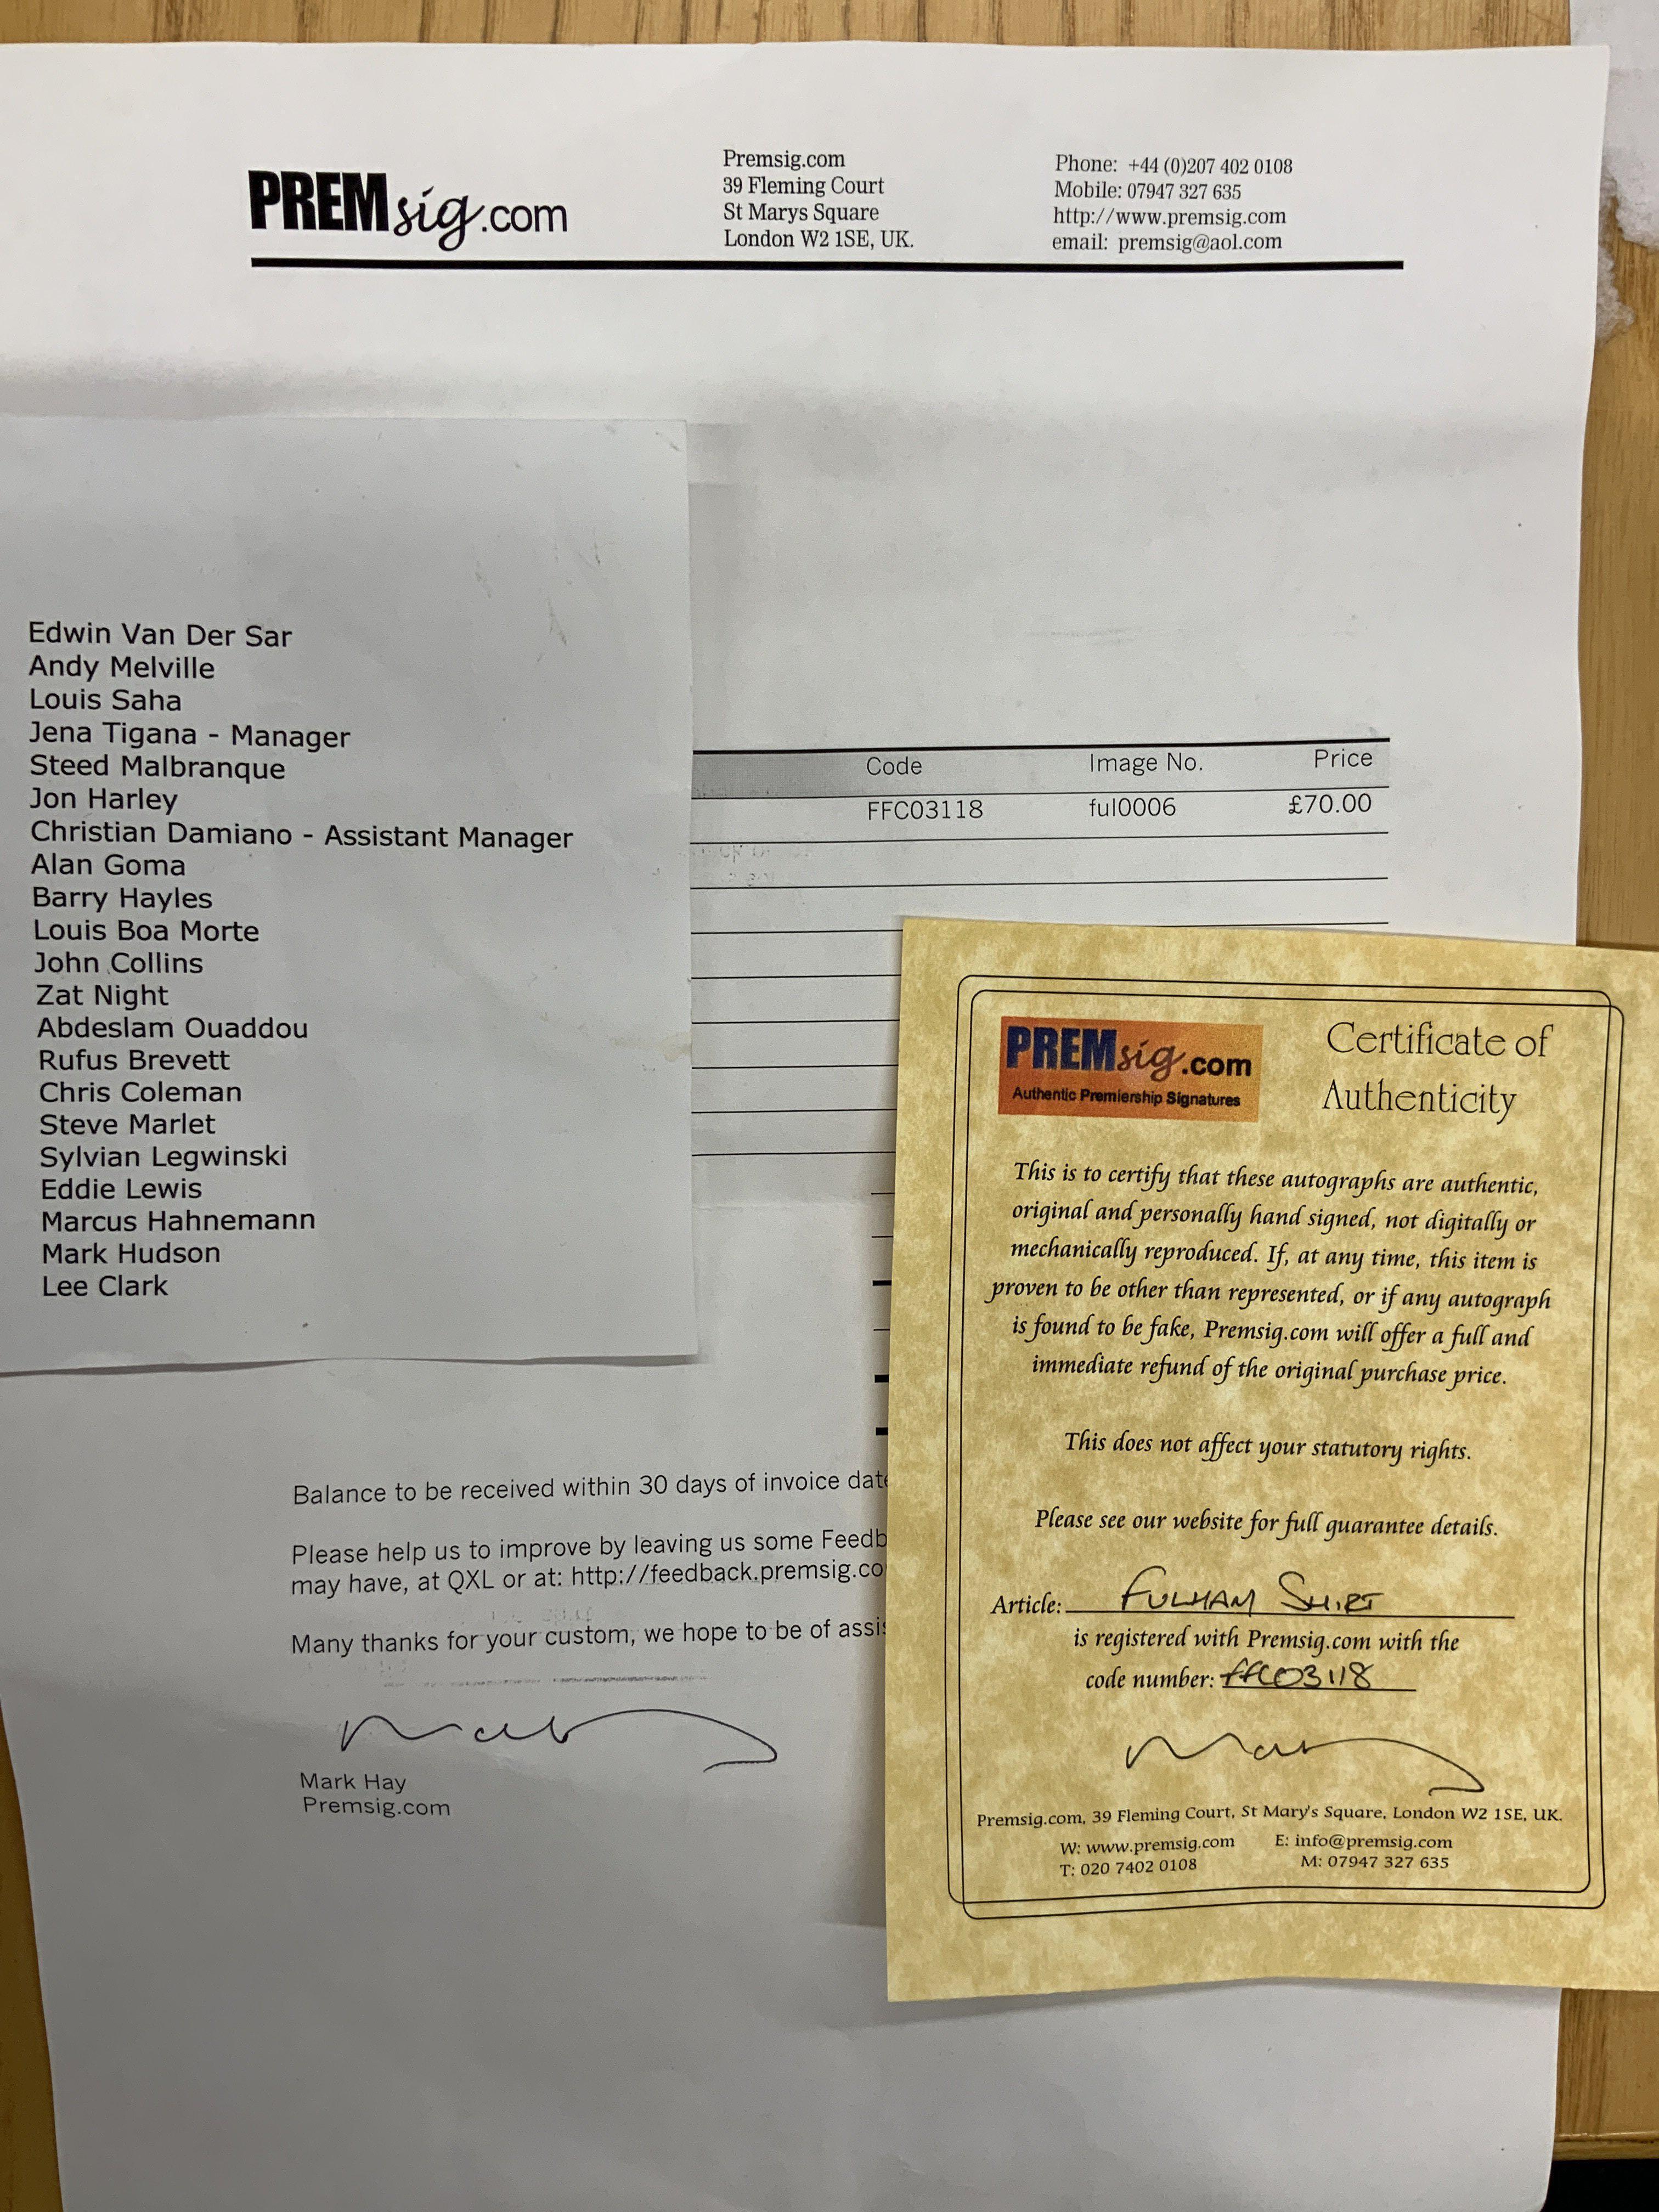 PREMsig.com
Premsig.com
39 Fleming Court
St Marys Square
London W2 1SE, UK.
Phone: +44 (0)207 402 0108
Mobile: 07947 327 635
http://www.premsig.com
email: premsig@aol.com
Edwin Van Der Sar
Andy Melville
Louis Saha
Jena Tigana - Manager
Steed Malbranque
Jon Harley
Christian Damiano - Assistant Manager
Alan Goma
Barry Hayles
Louis Boa Morte
John Collins
Zat Night
Abdeslam Ouaddou
Rufus Brevett
Chris Coleman
Steve Marlet
Sylvian Legwinski
Eddie Lewis
Marcus Hahnemann
Mark Hudson
Lee Clark
Code Image No. Price
FFC03118 ful0006 £70.00
Balance to be received within 30 days of invoice date
Please help us to improve by leaving us some Feedb
may have, at QXL or at: http://feedback.premsig.co
Many thanks for your custom, we hope to be of assis
Mark Hay
Premsig.com
PREMsig.com
Authentic Premiership Signatures
Certificate of
Authenticity
This is to certify that these autographs are authentic,
original and personally hand signed, not digitally or
mechanically reproduced. If, at any time, this item is
proven to be other than represented, or if any autograph
is found to be fake, Premsig.com will offer a full and
immediate refund of the original purchase price.
This does not affect your statutory rights.
Please see our website for full guarantee details.
Article: FULHAM SHIRT
is registered with Premsig.com with the
code number: FFC03118
Premsig.com, 39 Fleming Court, St Mary's Square, London W2 1SE, UK.
W: www.premsig.com E: info@premsig.com
T: 020 7402 0108 M: 07947 327 635